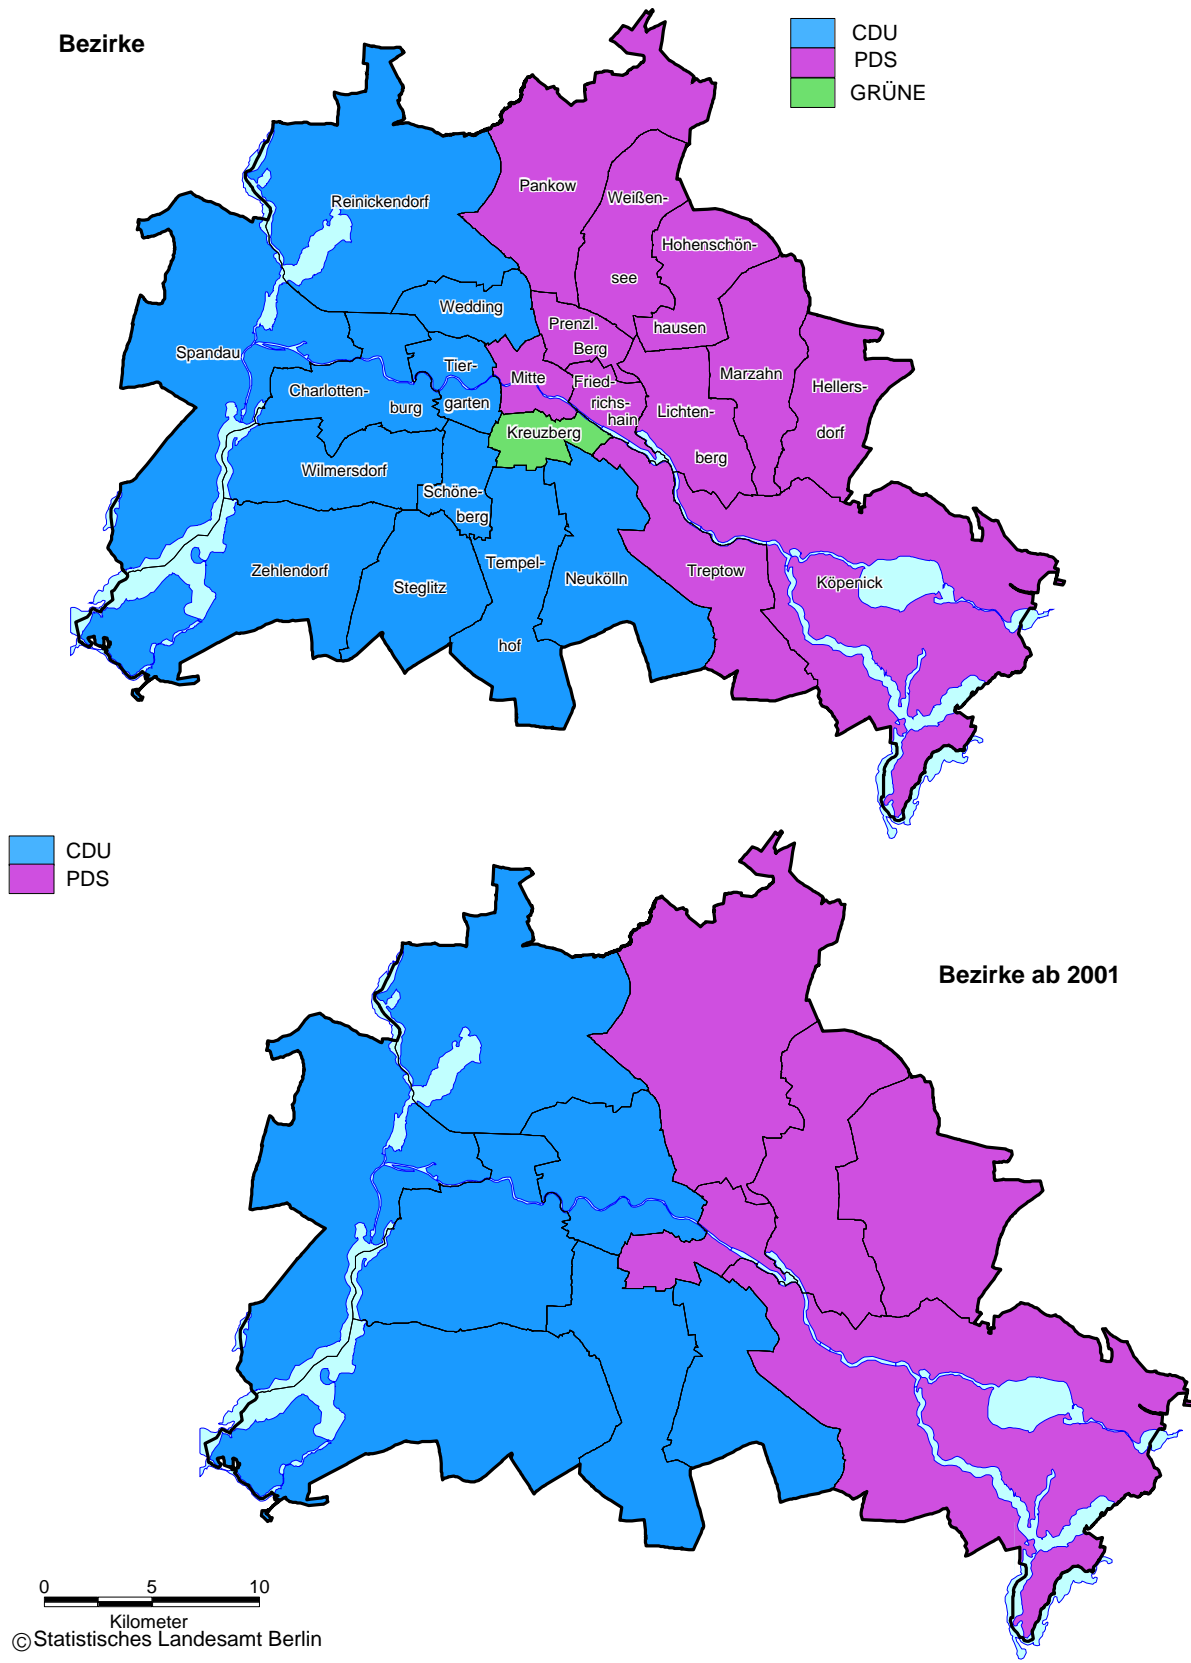 Bezirke
CDU
PDS
GRÜNE
Pankow
Weißen-
Reinickendorf
Hohenschön-
see
Wedding
Prenzl.
hausen
Berg
Spandau
Tier-
Mitte
Fried-
Marzahn
Hellers-
Charlotten-
burg
garten
richs-
hain
Lichten-
Kreuzberg
dorf
berg
Wilmersdorf
Schöne-
berg
Zehlendorf
Tempel-
Steglitz
Neukölln
Treptow
Köpenick
hof
CDU
PDS
Bezirke ab 2001
0 5 10
Kilometer
© Statistisches Landesamt Berlin